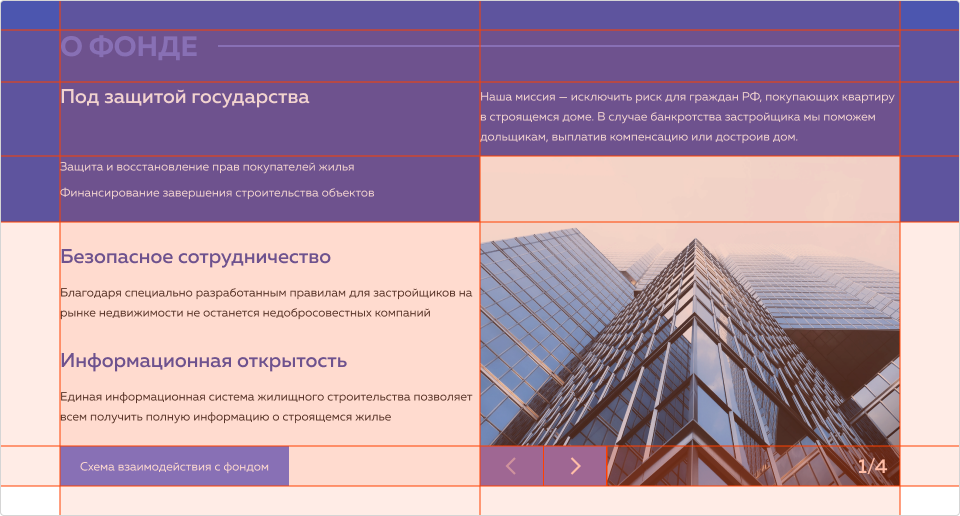 О ФОНДЕ
Под защитой государства
Наша миссия — исключить риск для граждан РФ, покупающих квартиру
в строящемся доме. В случае банкротства застройщика мы поможем
дольщикам, выплатив компенсацию или достроив дом.
Защита и восстановление прав покупателей жилья
Финансирование завершения строительства объектов
Безопасное сотрудничество
Благодаря специально разработанным правилам для застройщиков на
рынке недвижимости не останется недобросовестных компаний
Информационная открытость
Единая информационная система жилищного строительства позволяет
всем получить полную информацию о строящемся жилье
Схема взаимодействия с фондом
1/4